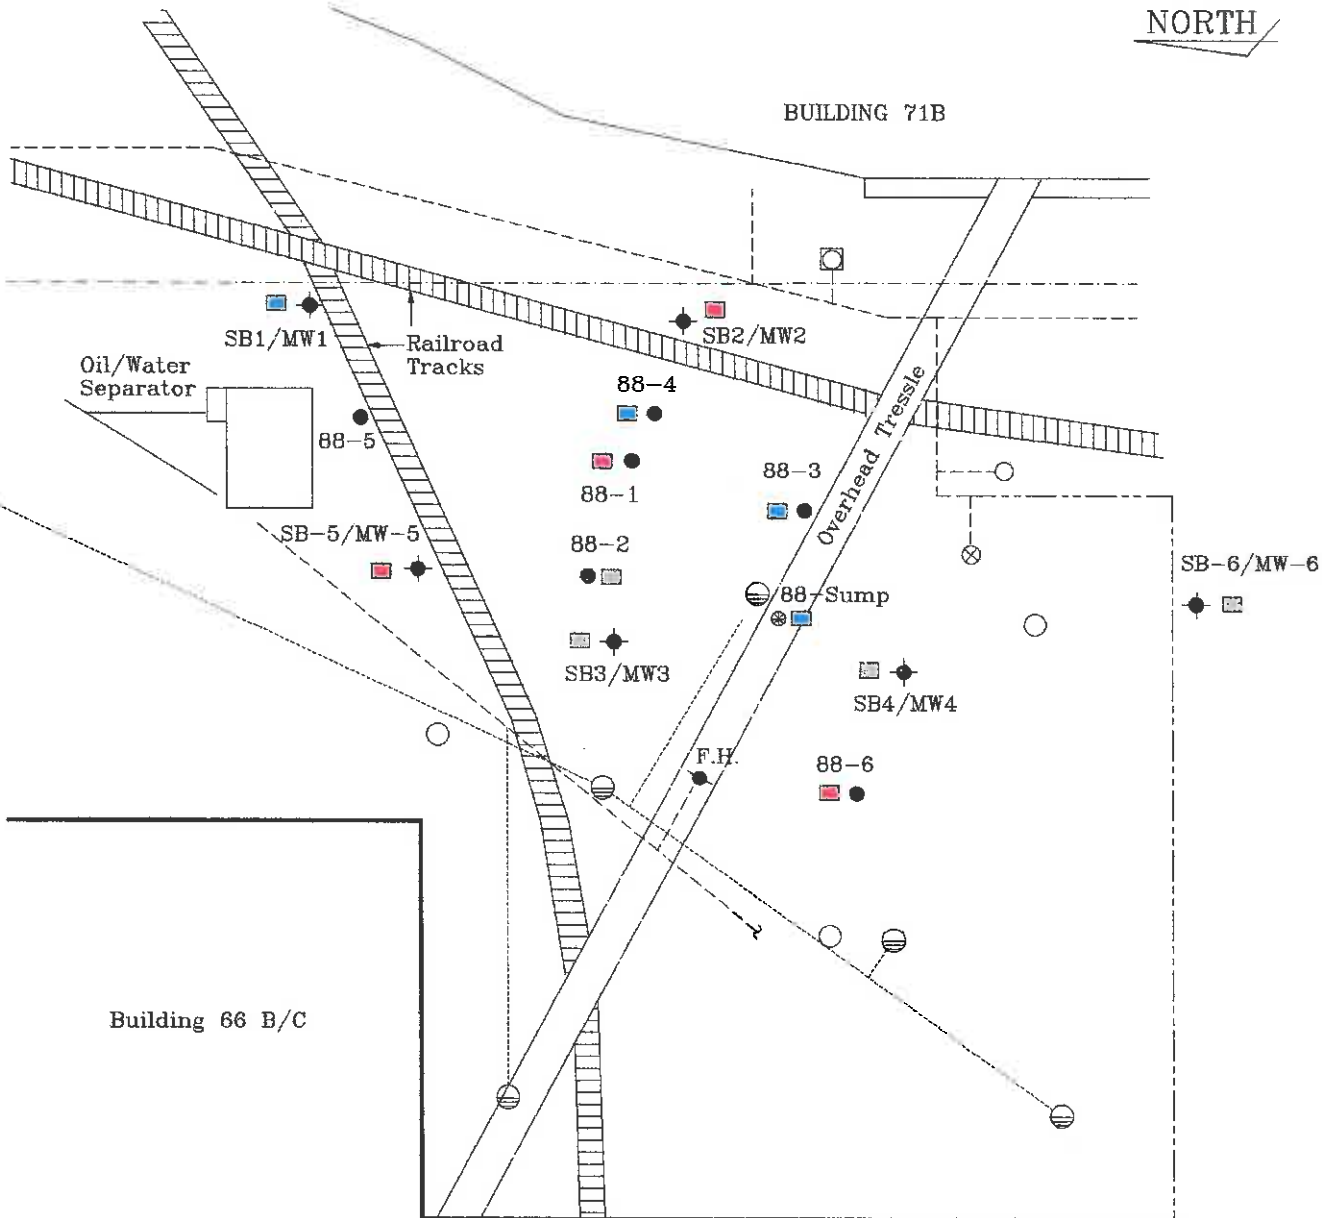 NORTH
BUILDING 71B
SB1/MW1
Railroad
Tracks
SB2/MW2
Oil/Water
Separator
88-4
88-5
88-1
88-3
Overhead Tressle
SB-5/MW-5
88-2
88-Sump
SB-6/MW-6
SB3/MW3
SB4/MW4
F.H.
88-6
Building 66 B/C